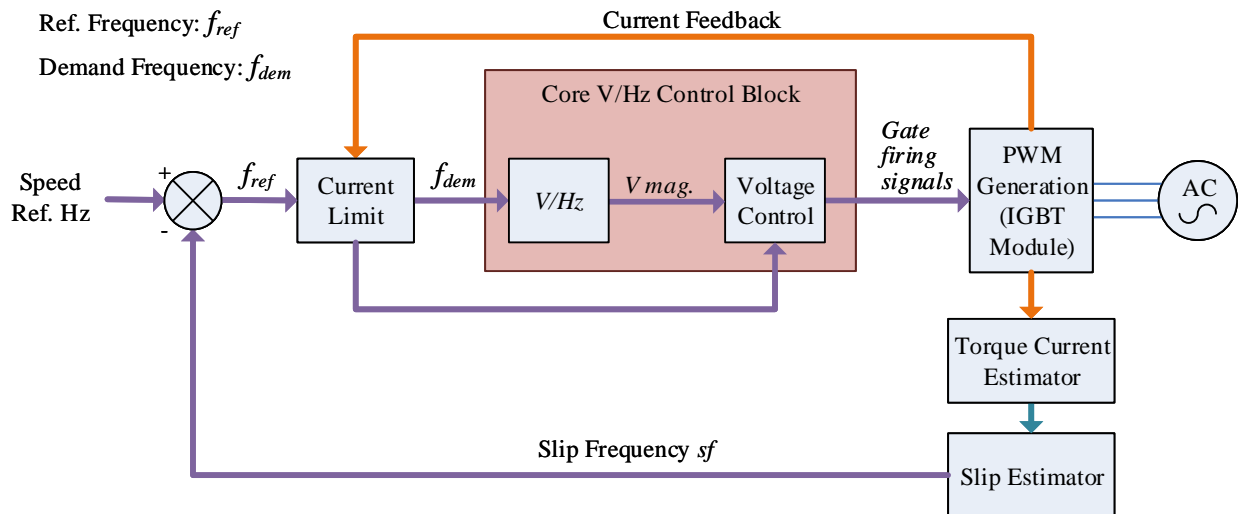 Ref. Frequency: fref
Demand Frequency: fdem
Current Feedback
Core V/Hz Control Block
Speed
Ref. Hz
+
-
fref
Current
Limit
fdem
V/Hz
V mag.
Voltage
Control
Gate
firing
signals
PWM
Generation
(IGBT
Module)
AC
Torque Current
Estimator
Slip Frequency sf
Slip Estimator